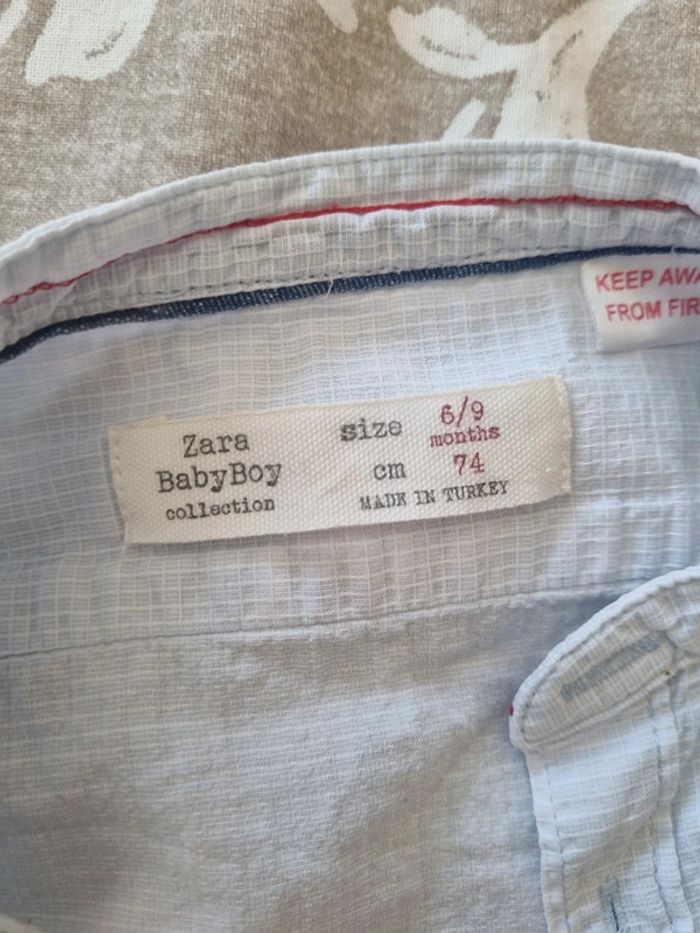 KEEP AWA
FROM FIR
Zara
BabyBoy
collection
size 6/9
months
cm 74
MADE IN TURKEY